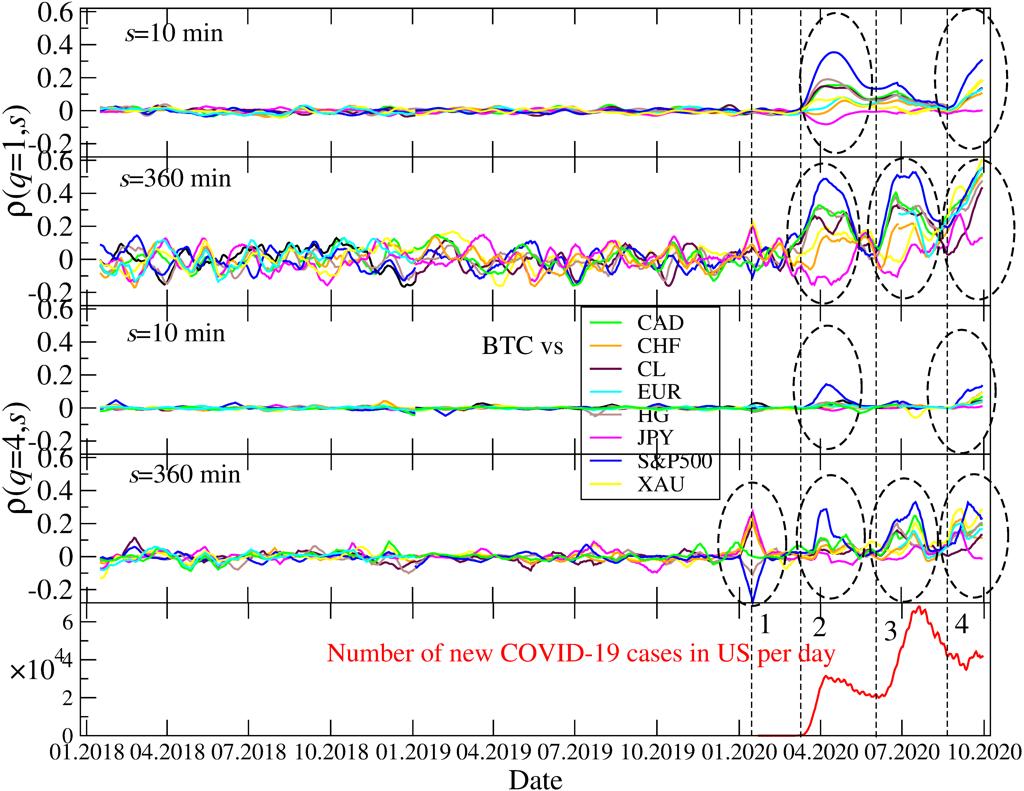 0.6
s=10 min
0.4
0.2
0
-0.2
ρ(q=1,s)
0.6
s=360 min
0.4
0.2
0
-0.2
0.6
s=10 min
BTC vs
CAD
CHF
CL
EUR
HG
JPY
S&P500
XAU
0.4
0.2
0
-0.2
ρ(q=4,s)
0.6
s=360 min
0.4
0.2
0
-0.2
1 2 3 4
6
4
2
0
×10⁴
Number of new COVID-19 cases in US per day
01.2018 04.2018 07.2018 10.2018 01.2019 04.2019 07.2019 10.2019 01.2020 04.2020 07.2020 10.2020
Date